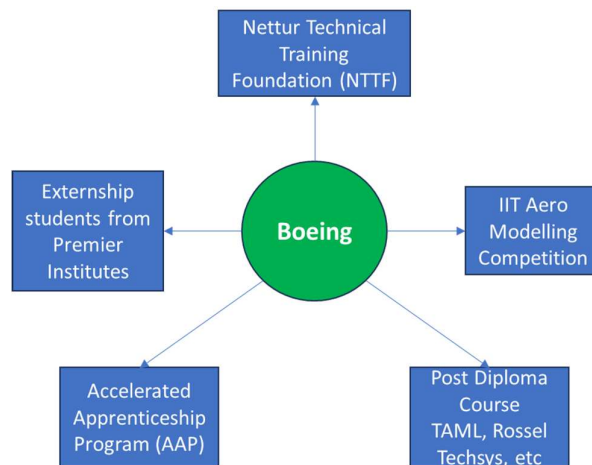 Nettur Technical
Training
Foundation (NTTF)
Externship
students from
Premier
Institutes
Boeing
IIT Aero
Modelling
Competition
Accelerated
Apprenticeship
Program (AAP)
Post Diploma
Course
TAML, Rossel
Techsys, etc